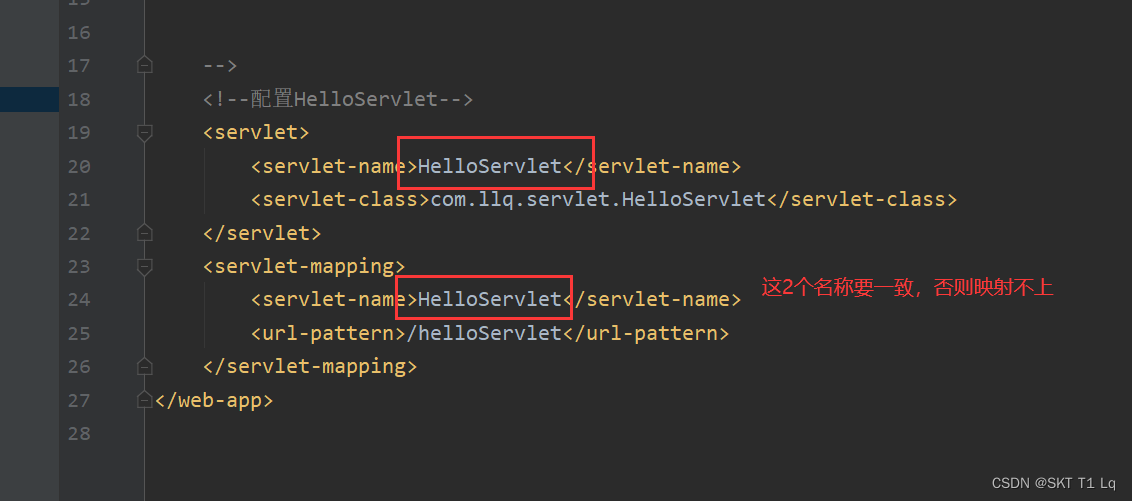 15
16
17 -->
18 <!--配置HelloServlet-->
19 <servlet>
20 <servlet-name>HelloServlet</servlet-name>
21 <servlet-class>com.llq.servlet.HelloServlet</servlet-class>
22 </servlet>
23 <servlet-mapping>
24 <servlet-name>HelloServlet</servlet-name> 这2个名称要一致，否则映射不上
25 <url-pattern>/helloServlet</url-pattern>
26 </servlet-mapping>
27 </web-app>
28
CSDN @SKT T1 Lq